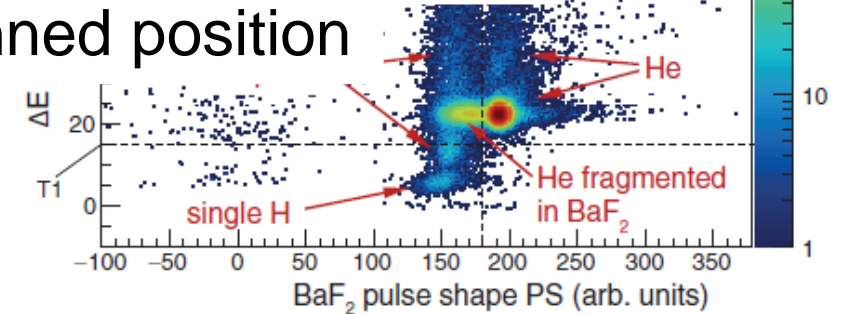 ned position
He
10
ΔE
20
T1
He fragmented
in BaF2
single H
0
1
−100 −50 0 50 100 150 200 250 300 350
BaF2 pulse shape PS (arb. units)